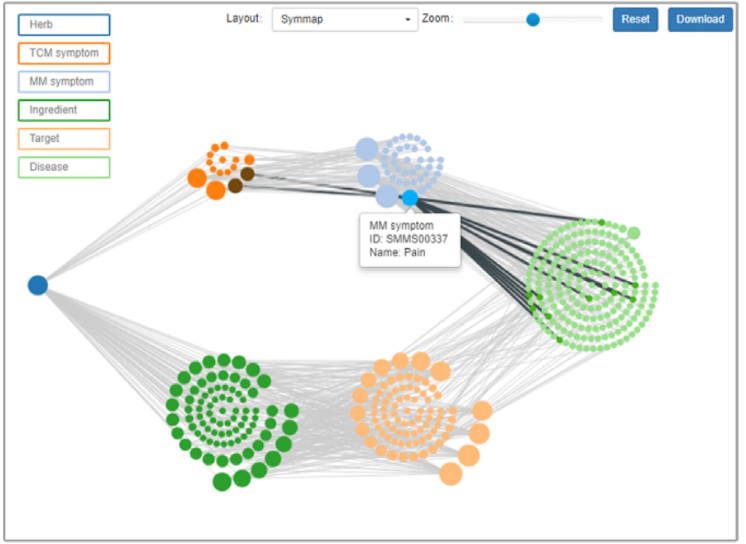 Herb
TCM symptom
MM symptom
Ingredient
Target
Disease
Layout: Symmap Zoom: Reset Download
MM symptom
ID: SMMS00337
Name: Pain